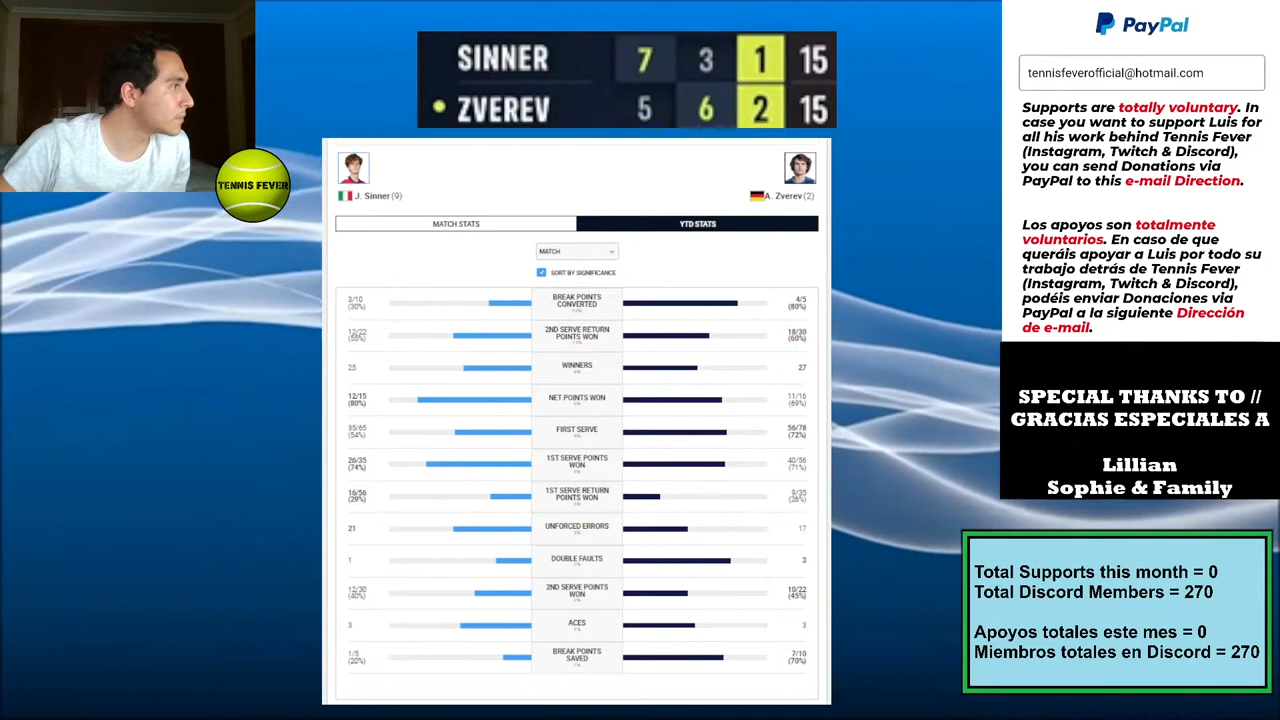 SINNER 7 3 1 15
ZVEREV 5 6 2 15
TENNIS FEVER
J. Sinner (9)
A. Zverev (2)
MATCH STATS
YTD STATS
MATCH
SORT BY SIGNIFICANCE
3/10 BREAK POINTS 4/5
(30%) CONVERTED (80%)
12/22 2ND SERVE RETURN 18/30
(55%) POINTS WON (60%)
25 WINNERS 27
12/15 NET POINTS WON 11/16
(80%) (69%)
35/65 FIRST SERVE 56/78
(54%) (72%)
26/35 1ST SERVE POINTS 40/56
(74%) WON (71%)
16/56 1ST SERVE RETURN 9/35
(29%) POINTS WON (26%)
21 UNFORCED ERRORS 17
1 DOUBLE FAULTS 3
12/30 2ND SERVE POINTS 10/22
(40%) WON (45%)
3 ACES 3
1/5 BREAK POINTS 7/10
(20%) SAVED (70%)
PayPal
tennisfeverofficial@hotmail.com
Supports are totally voluntary. In
case you want to support Luis for
all his work behind Tennis Fever
(Instagram, Twitch & Discord),
you can send Donations via
PayPal to this e-mail Direction.
Los apoyos son totalmente
voluntarios. En caso de que
queráis apoyar a Luis por todo su
trabajo detrás de Tennis Fever
(Instagram, Twitch & Discord),
podéis enviar Donaciones via
PayPal a la siguiente Dirección
de e-mail.
SPECIAL THANKS TO //
GRACIAS ESPECIALES A
Lillian
Sophie & Family
Total Supports this month = 0
Total Discord Members = 270
Apoyos totales este mes = 0
Miembros totales en Discord = 270